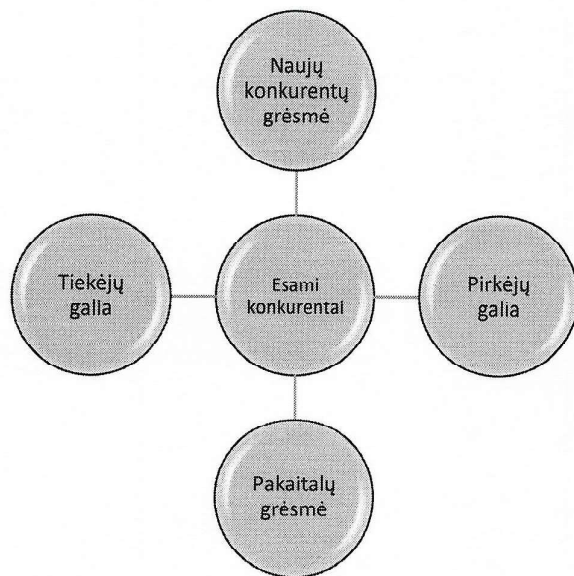 Naujų
konkurentų
grėsmė
Tiekėjų
galia
Esami
konkurentai
Pirkėjų
galia
Pakaitalų
grėsmė